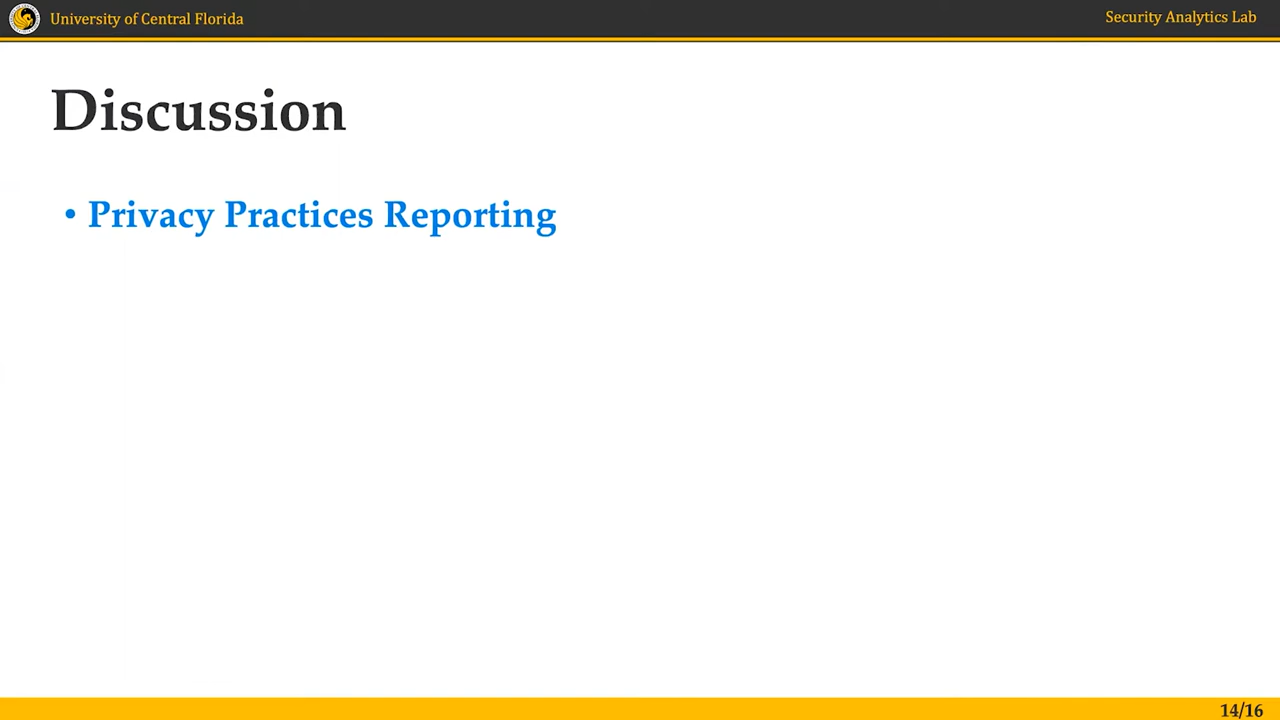 University of Central Florida
Security Analytics Lab
Discussion
• Privacy Practices Reporting
14/16